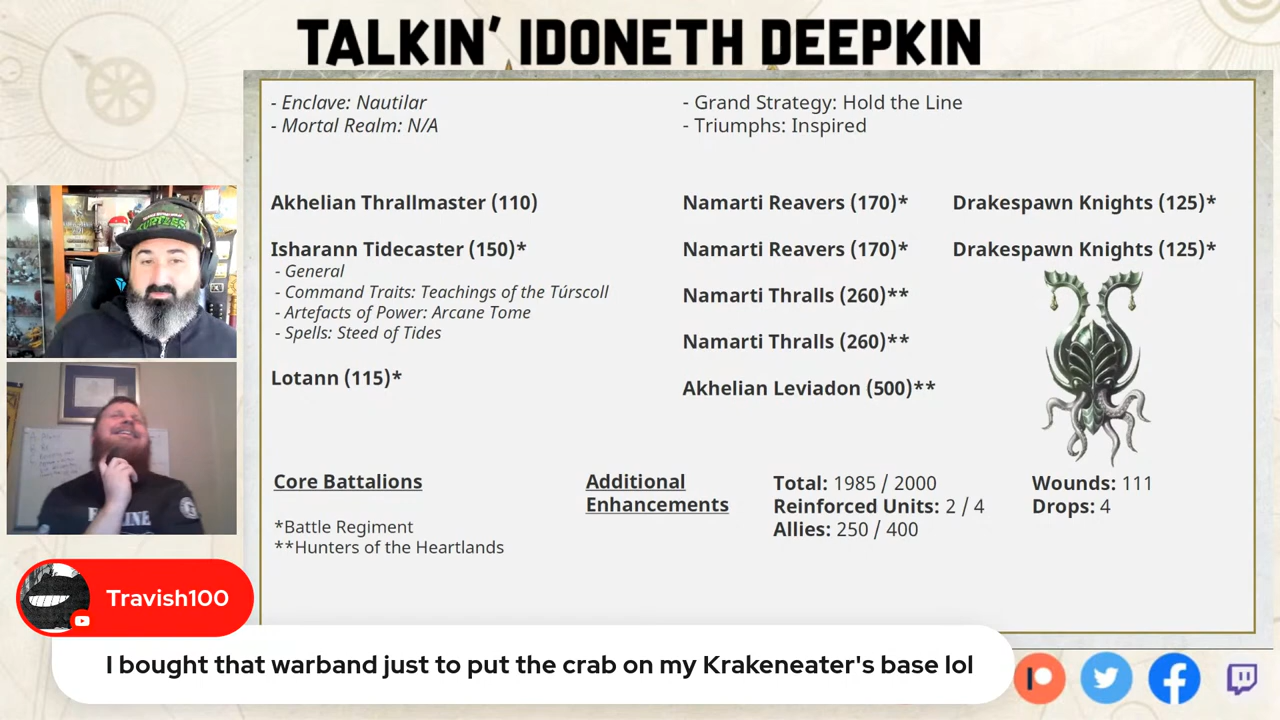 TALKIN' IDONETH DEEPKIN
- Enclave: Nautilar
- Mortal Realm: N/A
- Grand Strategy: Hold the Line
- Triumphs: Inspired
Akhelian Thrallmaster (110)
Isharann Tidecaster (150)*
- General
- Command Traits: Teachings of the Túrscoll
- Artefacts of Power: Arcane Tome
- Spells: Steed of Tides
Lotann (115)*
Namarti Reavers (170)*
Namarti Reavers (170)*
Namarti Thralls (260)**
Namarti Thralls (260)**
Akhelian Leviadon (500)**
Drakespawn Knights (125)*
Drakespawn Knights (125)*
Core Battalions
*Battle Regiment
**Hunters of the Heartlands
Additional
Enhancements
Total: 1985 / 2000
Reinforced Units: 2 / 4
Allies: 250 / 400
Wounds: 111
Drops: 4
Travish100
I bought that warband just to put the crab on my Krakeneater's base lol